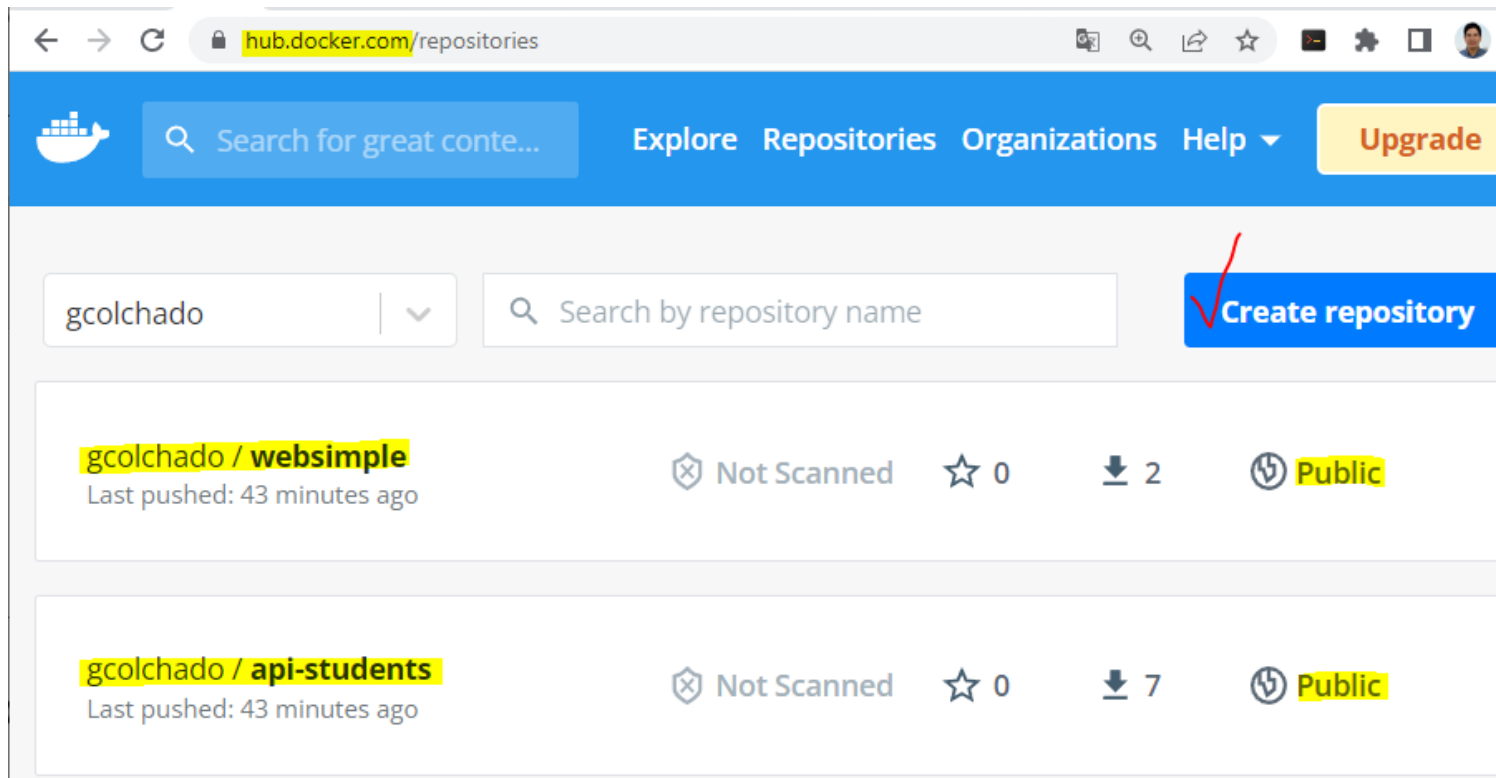 hub.docker.com/repositories
Search for great conte...
Explore Repositories Organizations Help
Upgrade
gcolchado
Search by repository name
Create repository
gcolchado / websimple
Last pushed: 43 minutes ago
Not Scanned
0
2
Public
gcolchado / api-students
Last pushed: 43 minutes ago
Not Scanned
0
7
Public